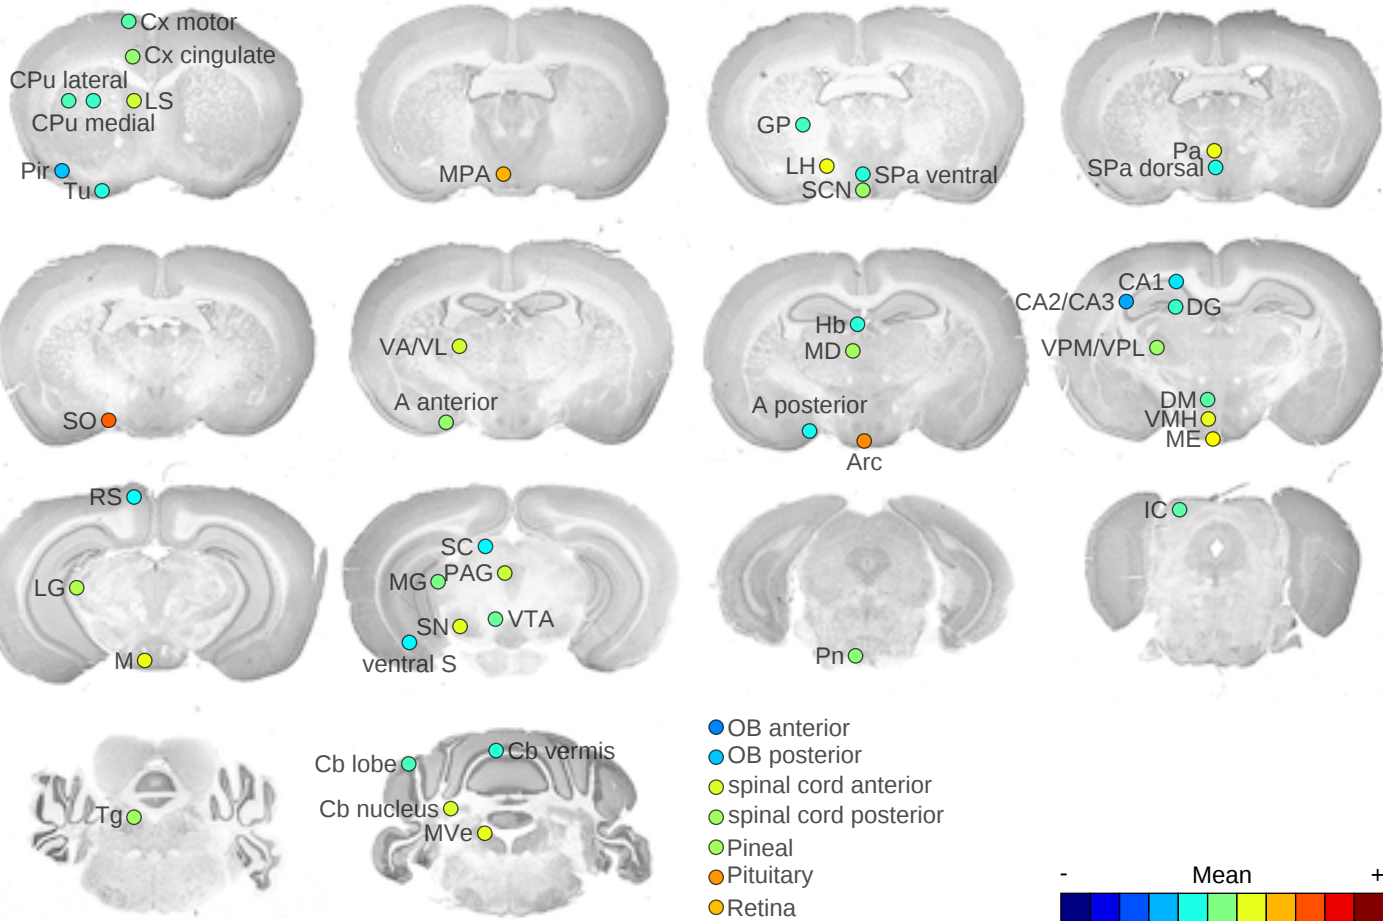 Cx motor
Cx cingulate
CPu lateral
LS
CPu medial
Pir
Tu
MPA
GP
LH
SPa ventral
SCN
Pa
SPa dorsal
SO
VA/VL
A anterior
Hb
MD
A posterior
Arc
CA1
CA2/CA3
DG
VPM/VPL
DM
VMH
ME
RS
LG
M
SC
PAG
MG
VTA
SN
ventral S
Pn
IC
Tg
Cb vermis
Cb lobe
Cb nucleus
MVe
OB anterior
OB posterior
spinal cord anterior
spinal cord posterior
Pineal
Pituitary
Retina
- Mean +